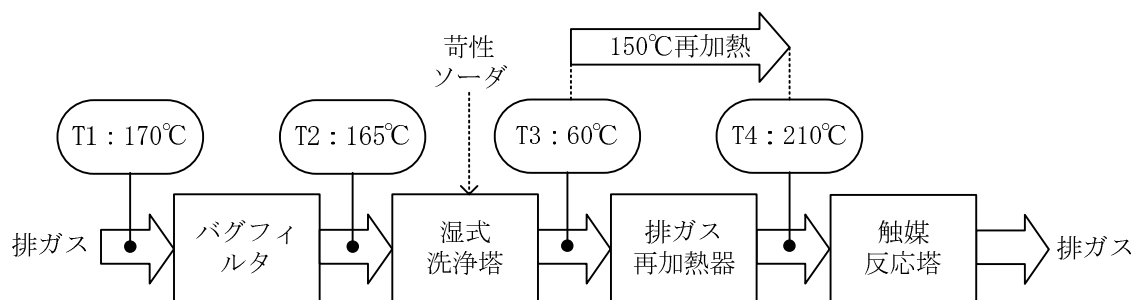 150℃再加熱
苛性
ソーダ
T1：170℃
T2：165℃
T3：60℃
T4：210℃
排ガス
バグフィ
ルタ
湿式
洗浄塔
排ガス
再加熱器
触媒
反応塔
排ガス